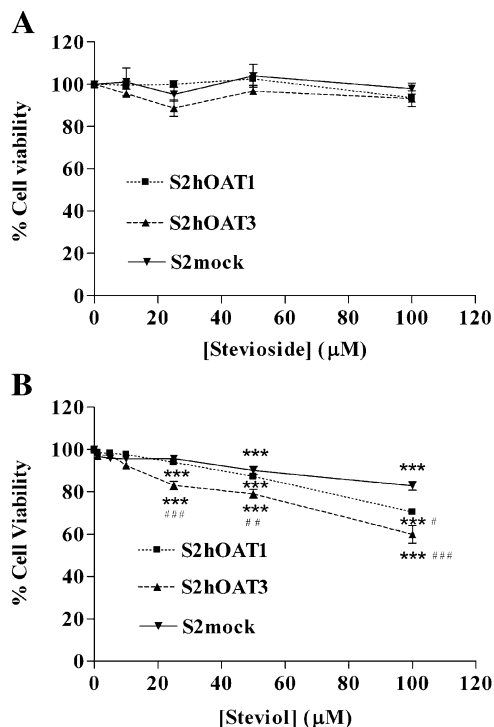 A
120
100
80
60
40
20
0
% Cell viability
S2hOAT1
S2hOAT3
S2mock
0 20 40 60 80 100 120
[Stevioside] (μM)
B
120
100
80
60
40
20
0
% Cell Viability
*** *** ***
*** ***
*** *** *** #
### ## *** ###
S2hOAT1
S2hOAT3
S2mock
0 20 40 60 80 100 120
[Steviol] (μM)